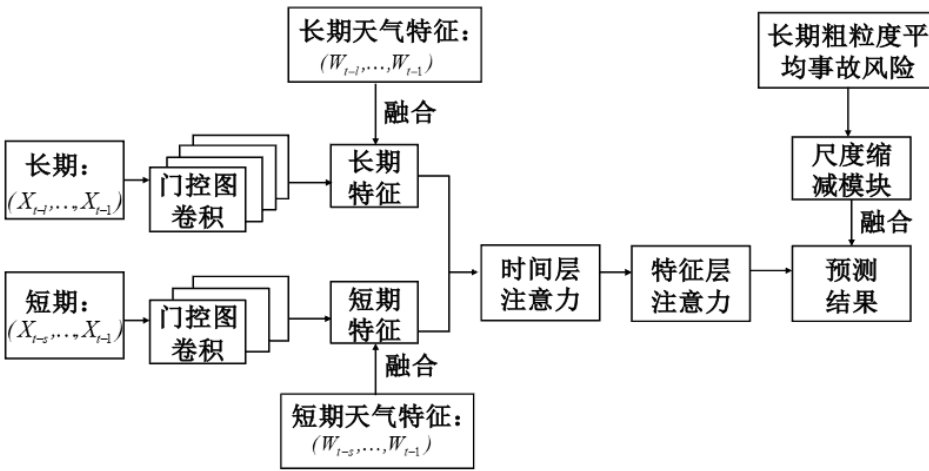 长期天气特征：
(W_{t-l},...,W_{t-1})
融合
长期粗粒度平
均事故风险
长期：
(X_{t-l},...,X_{t-1})
门控图
卷积
长期
特征
尺度缩
减模块
融合
短期：
(X_{t-s},...,X_{t-1})
门控图
卷积
短期
特征
时间层
注意力
特征层
注意力
预测
结果
融合
短期天气特征：
(W_{t-s},...,W_{t-1})